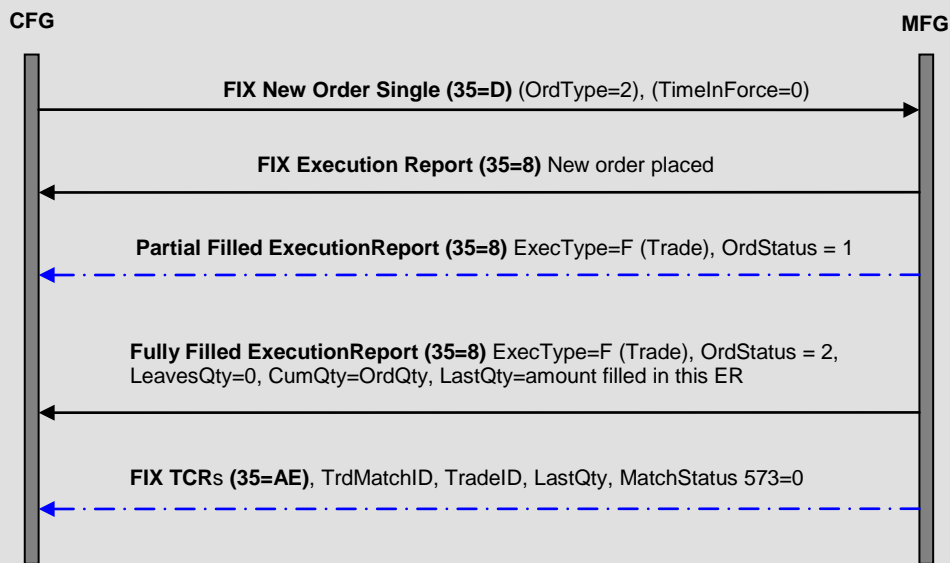 CFG
MFG
FIX New Order Single (35=D) (OrdType=2), (TimeInForce=0)
FIX Execution Report (35=8) New order placed
Partial Filled ExecutionReport (35=8) ExecType=F (Trade), OrdStatus = 1
Fully Filled ExecutionReport (35=8) ExecType=F (Trade), OrdStatus = 2,
LeavesQty=0, CumQty=OrdQty, LastQty=amount filled in this ER
FIX TCRs (35=AE), TrdMatchID, TradeID, LastQty, MatchStatus 573=0